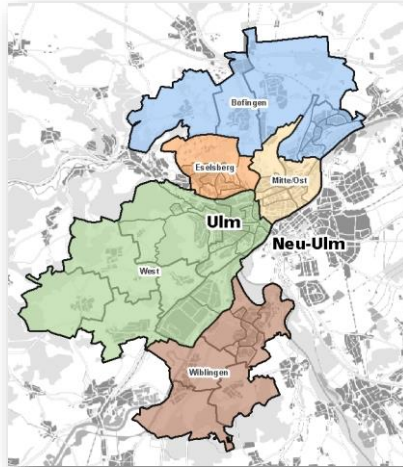 Böfingen
Eselsberg
Mitte/Ost
Ulm
Neu-Ulm
West
Wiblingen